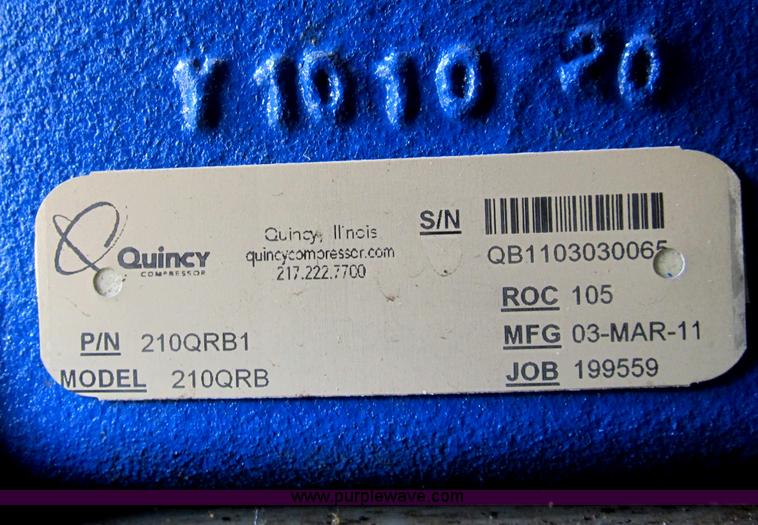 Y1010 20
Quincy
COMPRESSOR
Quincy, Illinois
quincycompressor.com
217.222.7700
S/N
QB1103030065
ROC 105
P/N 210QRB1
MFG 03-MAR-11
MODEL 210QRB
JOB 199559
www.purplewave.com